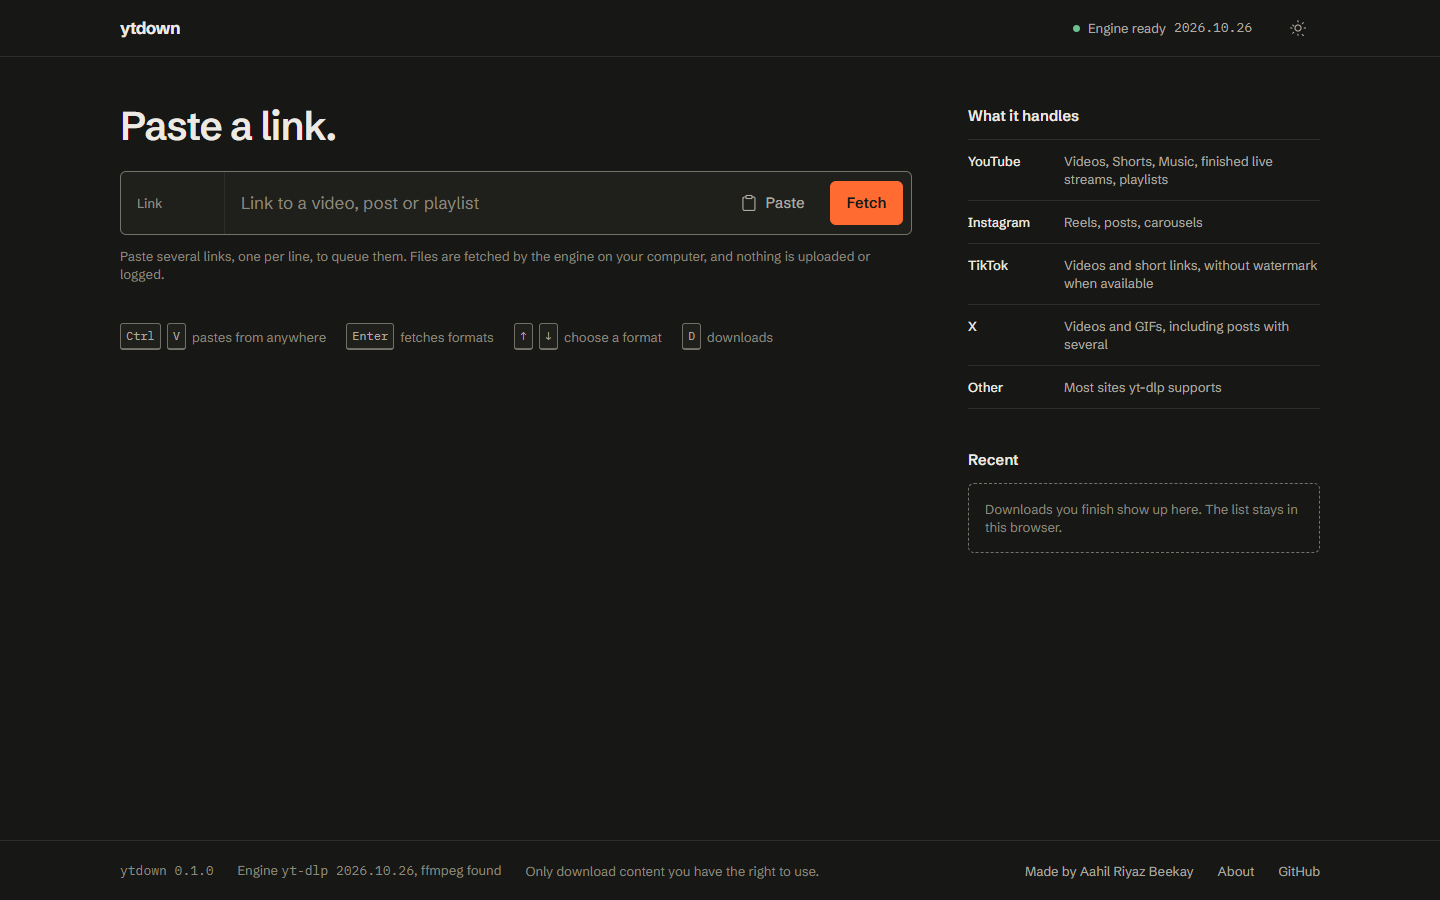 ytdown
Engine ready 2026.10.26
Paste a link.
Link
Link to a video, post or playlist
Paste
Fetch
Paste several links, one per line, to queue them. Files are fetched by the engine on your computer, and nothing is uploaded or
logged.
Ctrl V pastes from anywhere Enter fetches formats ↑ ↓ choose a format D downloads
What it handles
YouTube Videos, Shorts, Music, finished live
streams, playlists
Instagram Reels, posts, carousels
TikTok Videos and short links, without watermark
when available
X Videos and GIFs, including posts with
several
Other Most sites yt-dlp supports
Recent
Downloads you finish show up here. The list stays in
this browser.
ytdown 0.1.0 Engine yt-dlp 2026.10.26, ffmpeg found Only download content you have the right to use. Made by Aahil Riyaz Beekay About GitHub